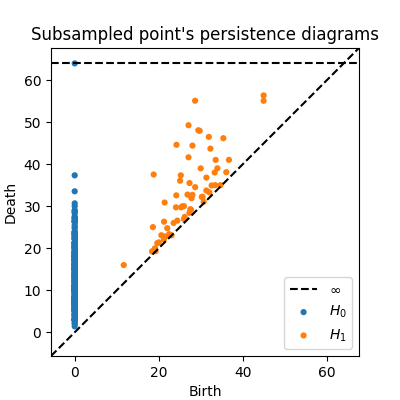 Subsampled point's persistence diagrams
60
50
40
30
20
10
0
Death
0 20 40 60
Birth
∞
H₀
H₁